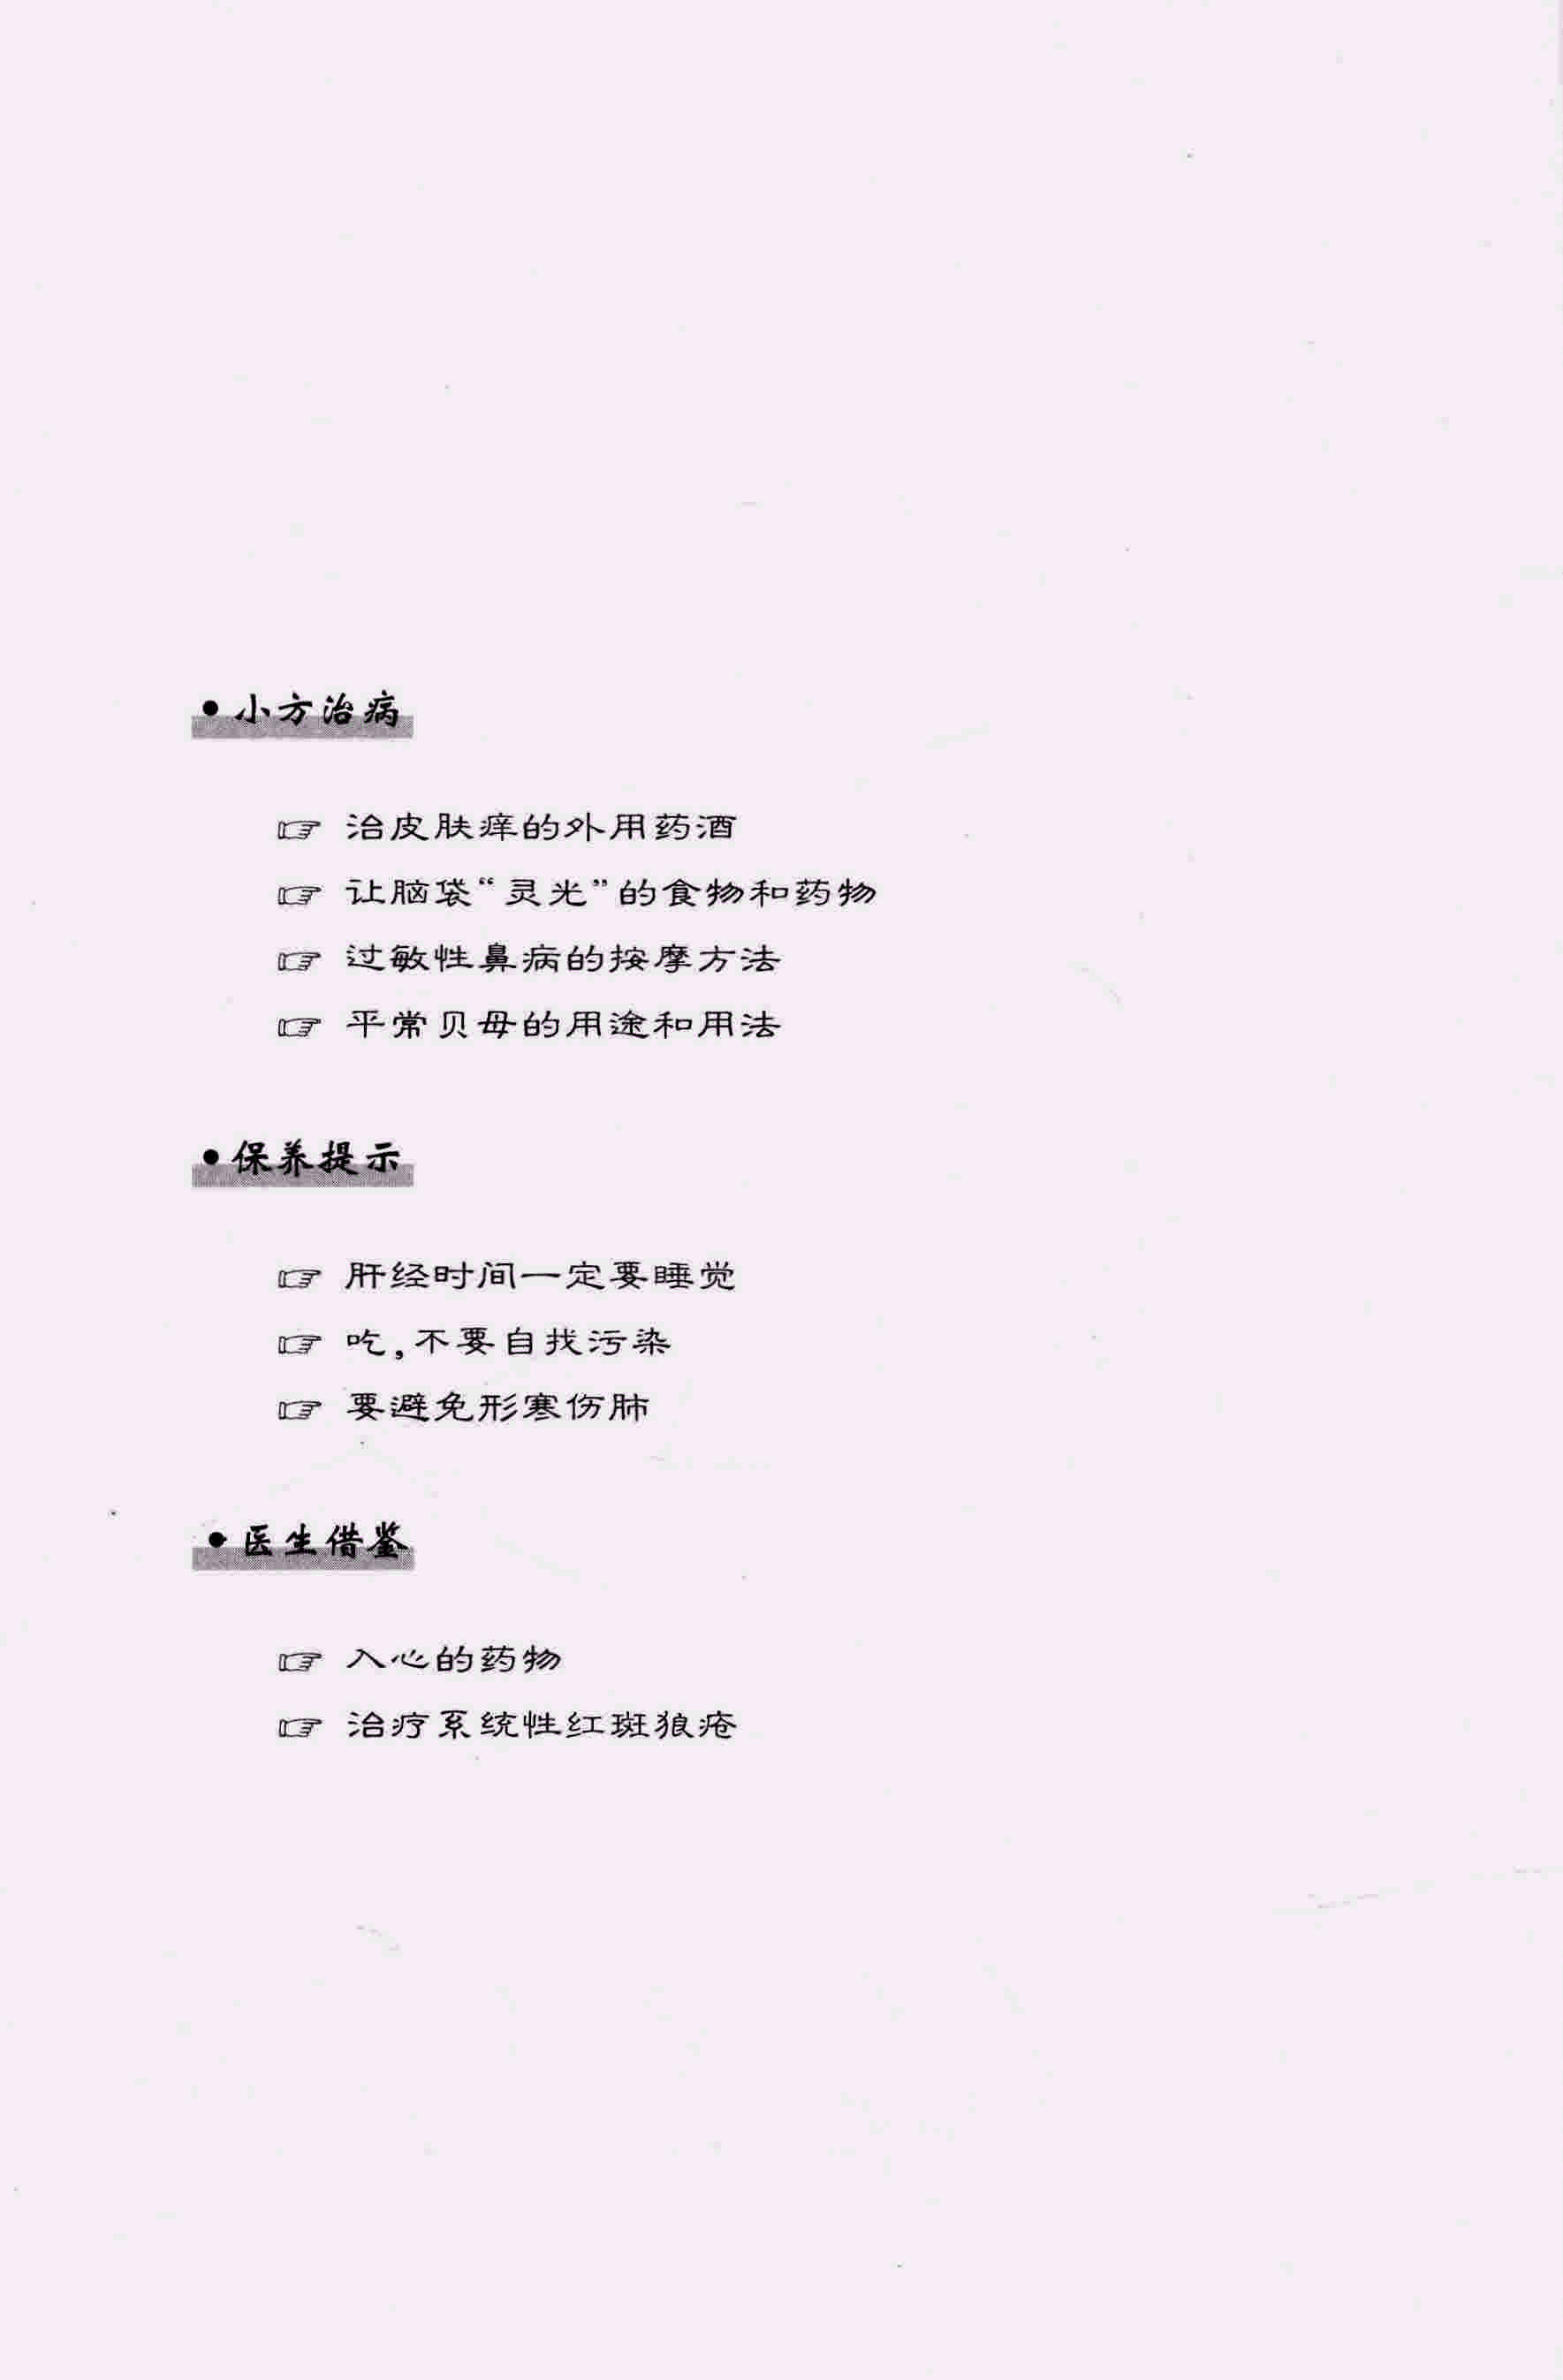 •小方治病
☞ 治皮肤痒的外用药酒
☞ 让脑袋“灵光”的食物和药物
☞ 过敏性鼻病的按摩方法
☞ 平常贝母的用途和用法
•保养提示
☞ 肝经时间一定要睡觉
☞ 吃,不要自找污染
☞ 要避免形寒伤肺
•医生借鉴
☞ 入心的药物
☞ 治疗系统性红斑狼疮